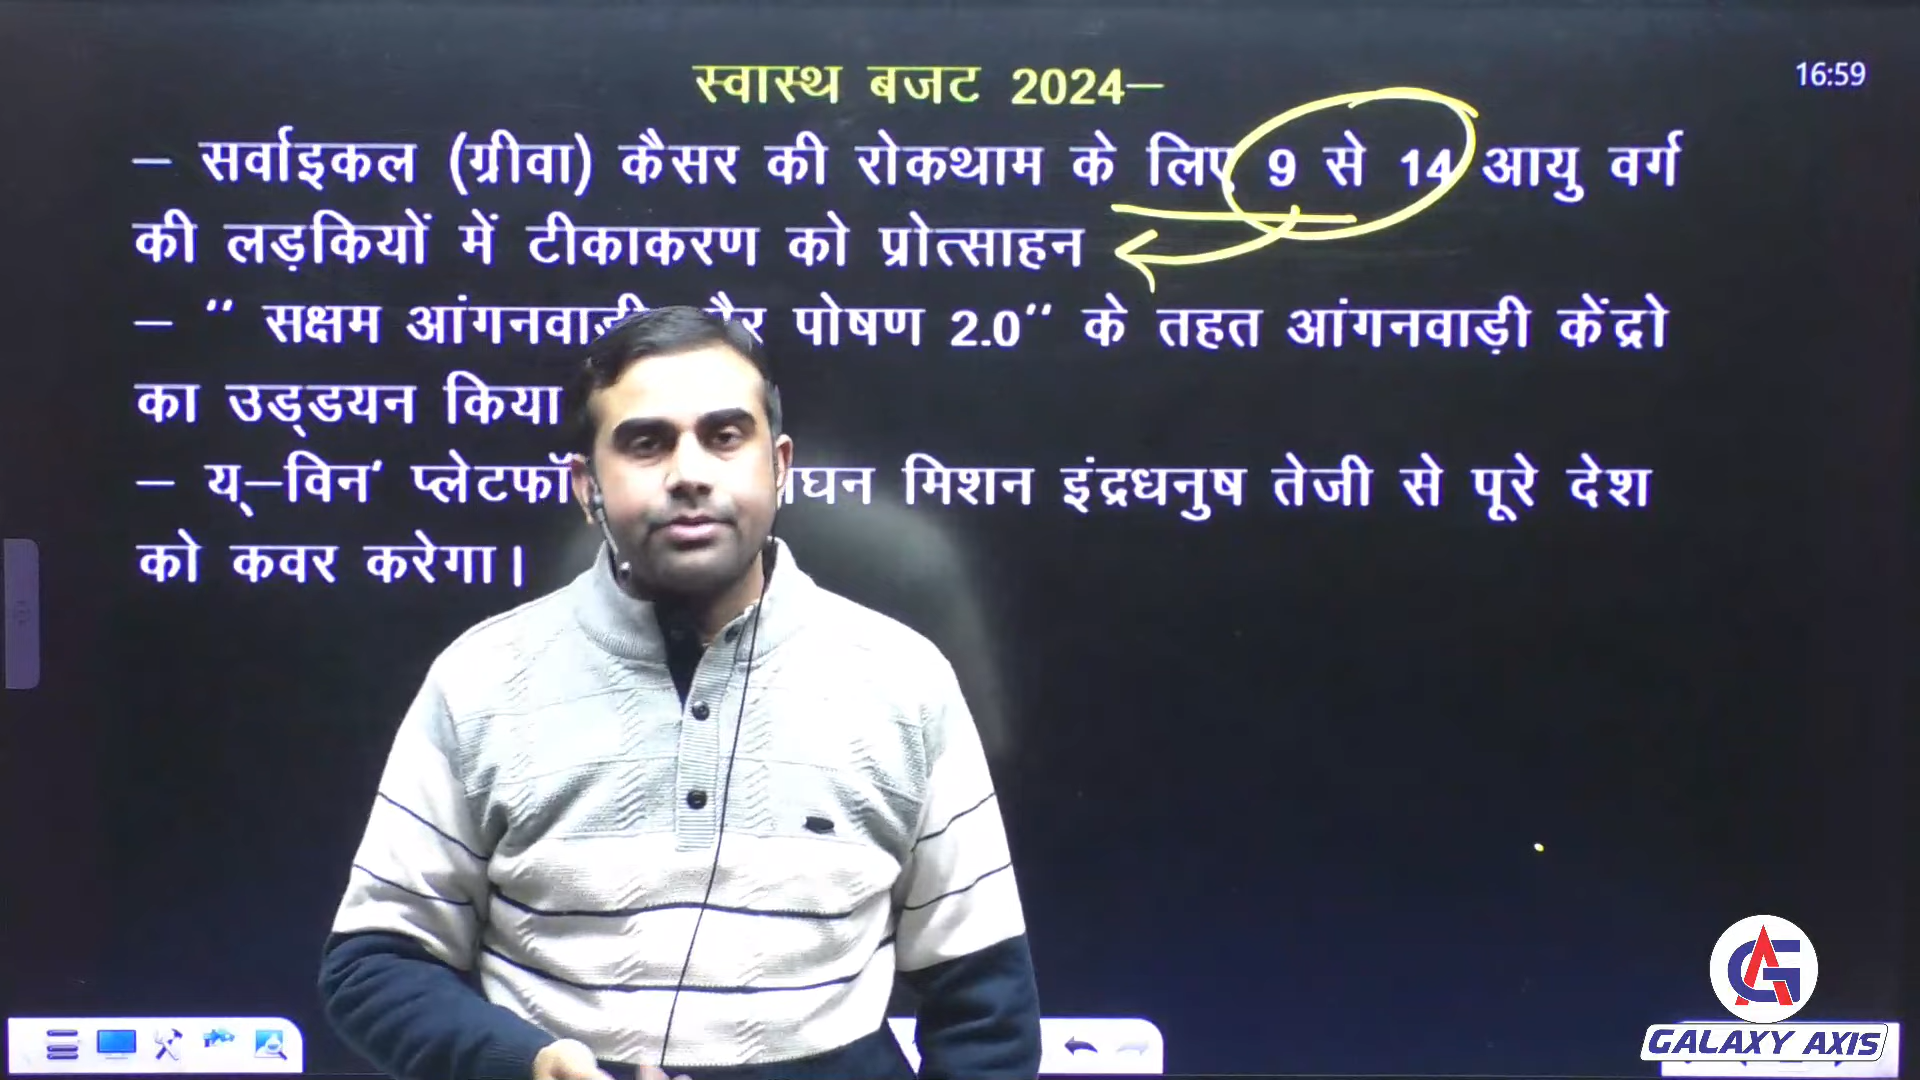 स्वास्थ बजट 2024–
16:59
– सर्वाइकल (ग्रीवा) कैसर की रोकथाम के लिए 9 से 14 आयु वर्ग
की लड़कियों में टीकाकरण को प्रोत्साहन
– “ सक्षम आंगनवाड़ी पोषण 2.0” के तहत आंगनवाड़ी केंद्रो
का उड्डयन किया
– य्–विन’ मिशन इंद्रधनुष तेजी से पूरे देश
को कवर करेगा।
GALAXY AXIS